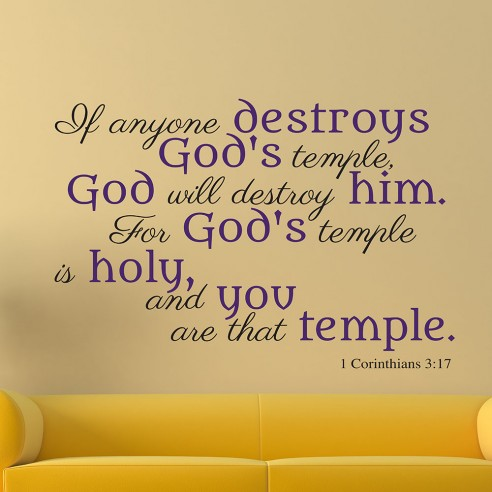 If anyone destroys
God's temple,
God will destroy him.
For God's temple
is holy,
and you
are that temple.
1 Corinthians 3:17